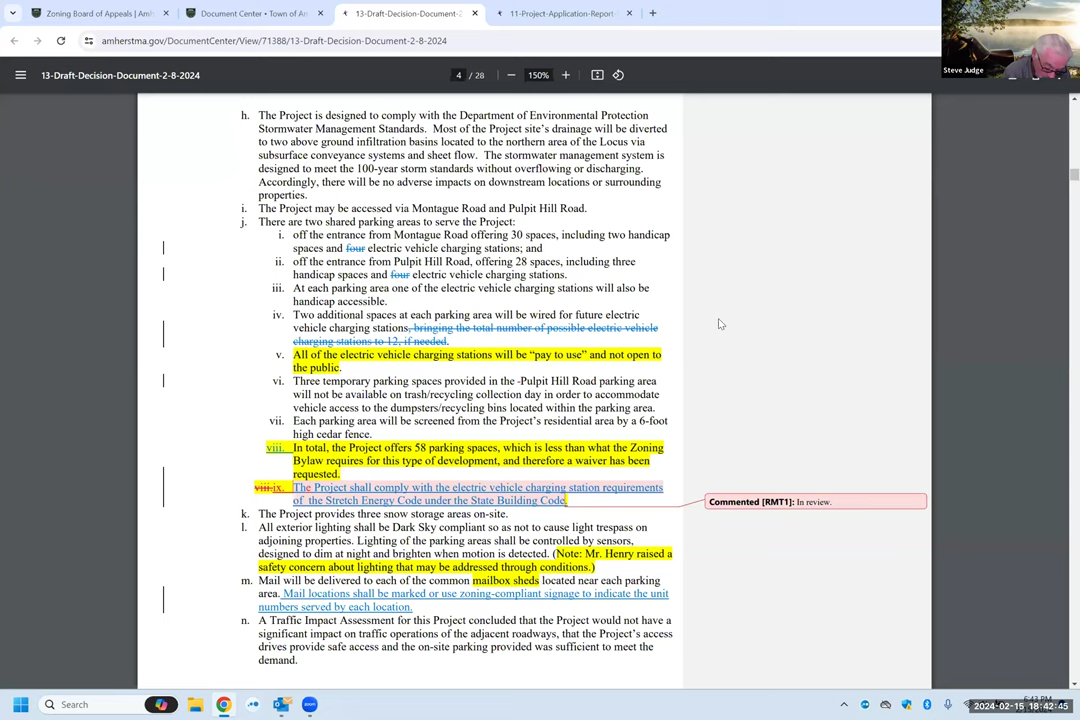 Zoning Board of Appeals | Amh
Document Center • Town of An
13-Draft-Decision-Document-2-
11-Project-Application-Report-
amherstma.gov/DocumentCenter/View/71388/13-Draft-Decision-Document-2-8-2024
Steve Judge
13-Draft-Decision-Document-2-8-2024
4 / 28
150%
h. The Project is designed to comply with the Department of Environmental Protection
Stormwater Management Standards. Most of the Project site's drainage will be diverted
to two above ground infiltration basins located to the northern area of the Locus via
subsurface conveyance systems and sheet flow. The stormwater management system is
designed to meet the 100-year storm standards without overflowing or discharging.
Accordingly, there will be no adverse impacts on downstream locations or surrounding
properties.
i. The Project may be accessed via Montague Road and Pulpit Hill Road.
j. There are two shared parking areas to serve the Project:
i. off the entrance from Montague Road offering 30 spaces, including two handicap
spaces and four electric vehicle charging stations; and
ii. off the entrance from Pulpit Hill Road, offering 28 spaces, including three
handicap spaces and four electric vehicle charging stations.
iii. At each parking area one of the electric vehicle charging stations will also be
handicap accessible.
iv. Two additional spaces at each parking area will be wired for future electric
vehicle charging stations, bringing the total number of possible electric vehicle
charging stations to 12, if needed.
v. All of the electric vehicle charging stations will be “pay to use” and not open to
the public.
vi. Three temporary parking spaces provided in the -Pulpit Hill Road parking area
will not be available on trash/recycling collection day in order to accommodate
vehicle access to the dumpsters/recycling bins located within the parking area.
vii. Each parking area will be screened from the Project's residential area by a 6-foot
high cedar fence.
viii. In total, the Project offers 58 parking spaces, which is less than what the Zoning
Bylaw requires for this type of development, and therefore a waiver has been
requested.
viii.ix. The Project shall comply with the electric vehicle charging station requirements
of the Stretch Energy Code under the State Building Code.
Commented [RMT1]: In review.
k. The Project provides three snow storage areas on-site.
l. All exterior lighting shall be Dark Sky compliant so as not to cause light trespass on
adjoining properties. Lighting of the parking areas shall be controlled by sensors,
designed to dim at night and brighten when motion is detected. (Note: Mr. Henry raised a
safety concern about lighting that may be addressed through conditions.)
m. Mail will be delivered to each of the common mailbox sheds located near each parking
area. Mail locations shall be marked or use zoning-compliant signage to indicate the unit
numbers served by each location.
n. A Traffic Impact Assessment for this Project concluded that the Project would not have a
significant impact on traffic operations of the adjacent roadways, that the Project's access
drives provide safe access and the on-site parking provided was sufficient to meet the
demand.
Search
zoom
6:43 PM
2024-02-15 18:42:45